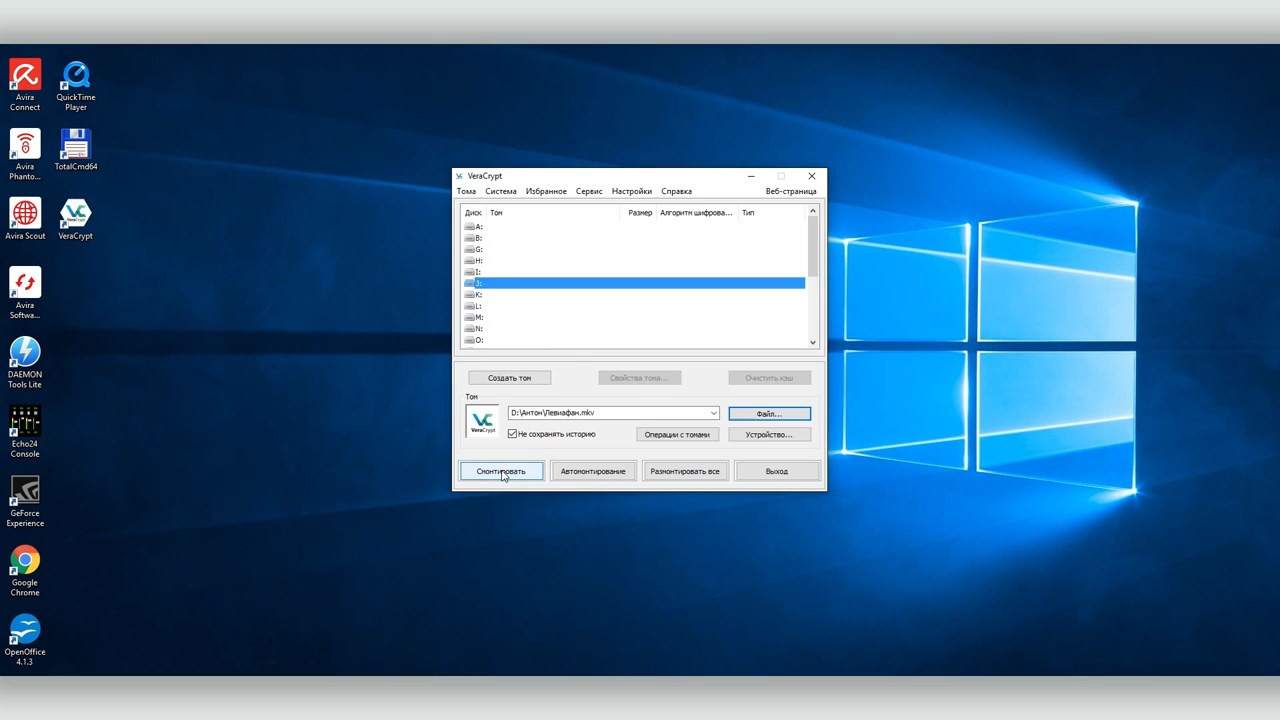 Avira
Connect
QuickTime
Player
Avira
Phanto...
TotalCmd64
Avira Scout
VeraCrypt
Avira
Softwa...
DAEMON
Tools Lite
Echo24
Console
GeForce
Experience
Google
Chrome
OpenOffice
4.1.3
VeraCrypt
Тома Система Избранное Сервис Настройки Справка Веб-страница
Диск Том Размер Алгоритм шифрова... Тип
A:
B:
G:
H:
I:
J:
K:
L:
M:
N:
O:
Создать том Свойства тома... Очистить кэш
Том
VeraCrypt
D:\Антон\Левиафан.mkv Файл...
Не сохранять историю Операции с томами Устройство...
Смонтировать Автомонтирование Размонтировать все Выход